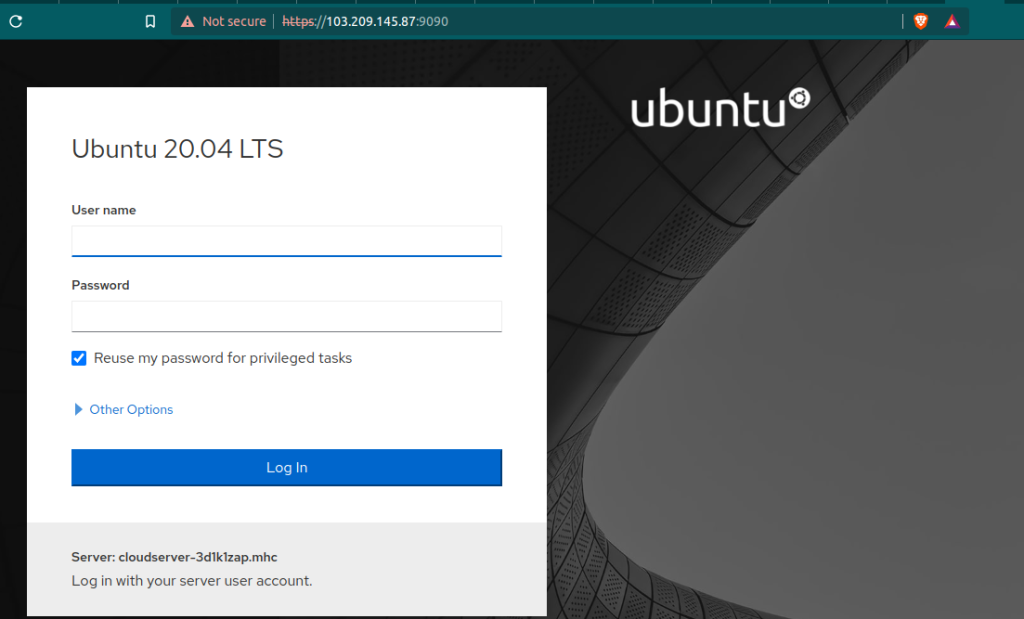 Not secure https://103.209.145.87:9090
ubuntu
Ubuntu 20.04 LTS
User name
Password
Reuse my password for privileged tasks
Other Options
Log In
Server: cloudserver-3d1k1zap.mhc
Log in with your server user account.